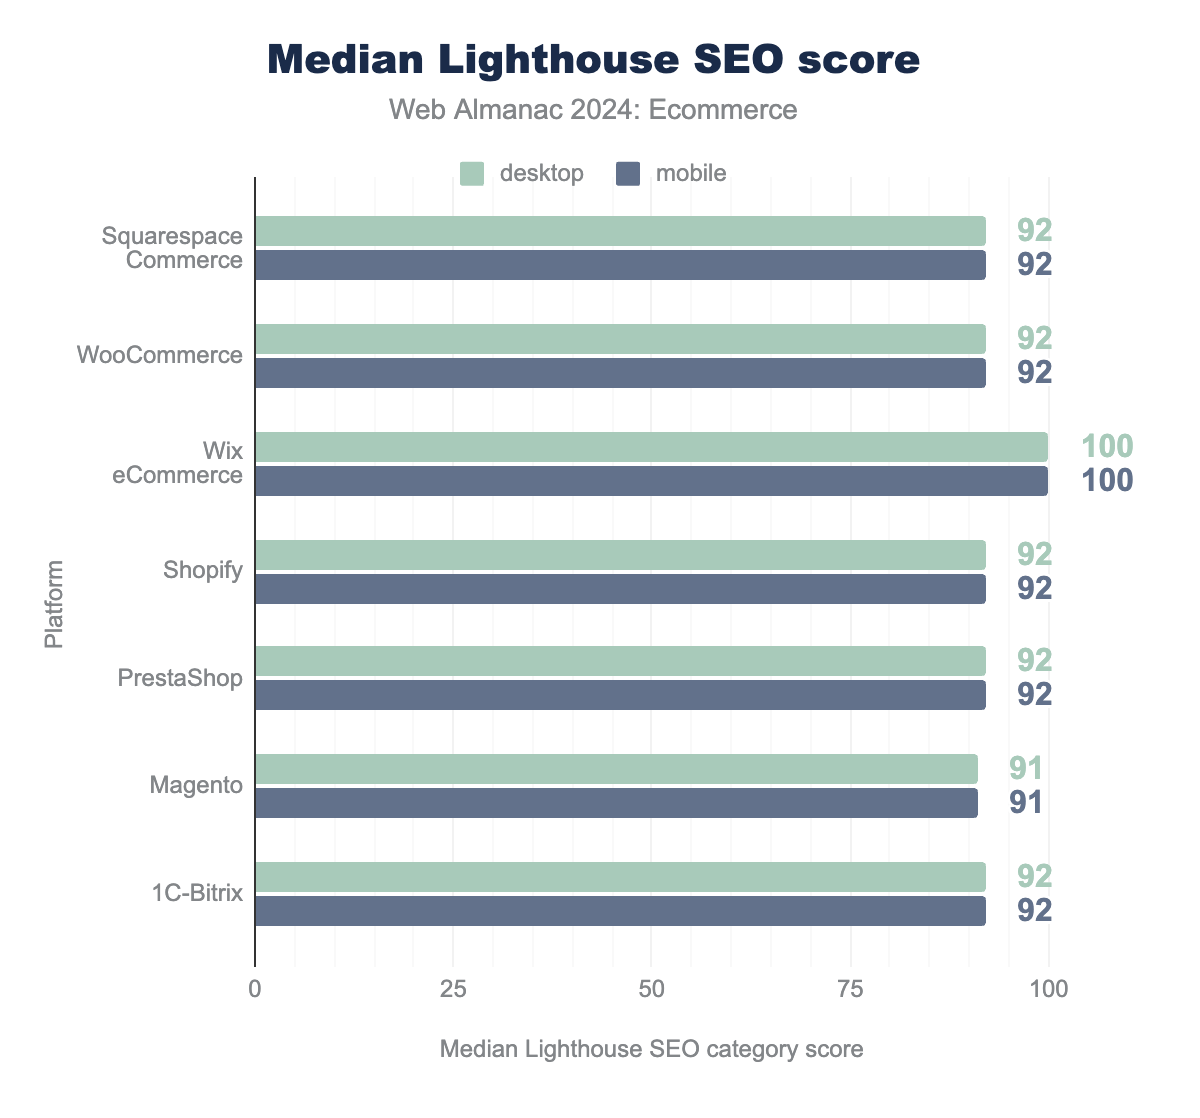 Median Lighthouse SEO score
Web Almanac 2024: Ecommerce
desktop
mobile
Squarespace
Commerce
92
92
WooCommerce
92
92
Wix
eCommerce
100
100
Shopify
92
92
PrestaShop
92
92
Magento
91
91
1C-Bitrix
92
92
Platform
0
25
50
75
100
Median Lighthouse SEO category score